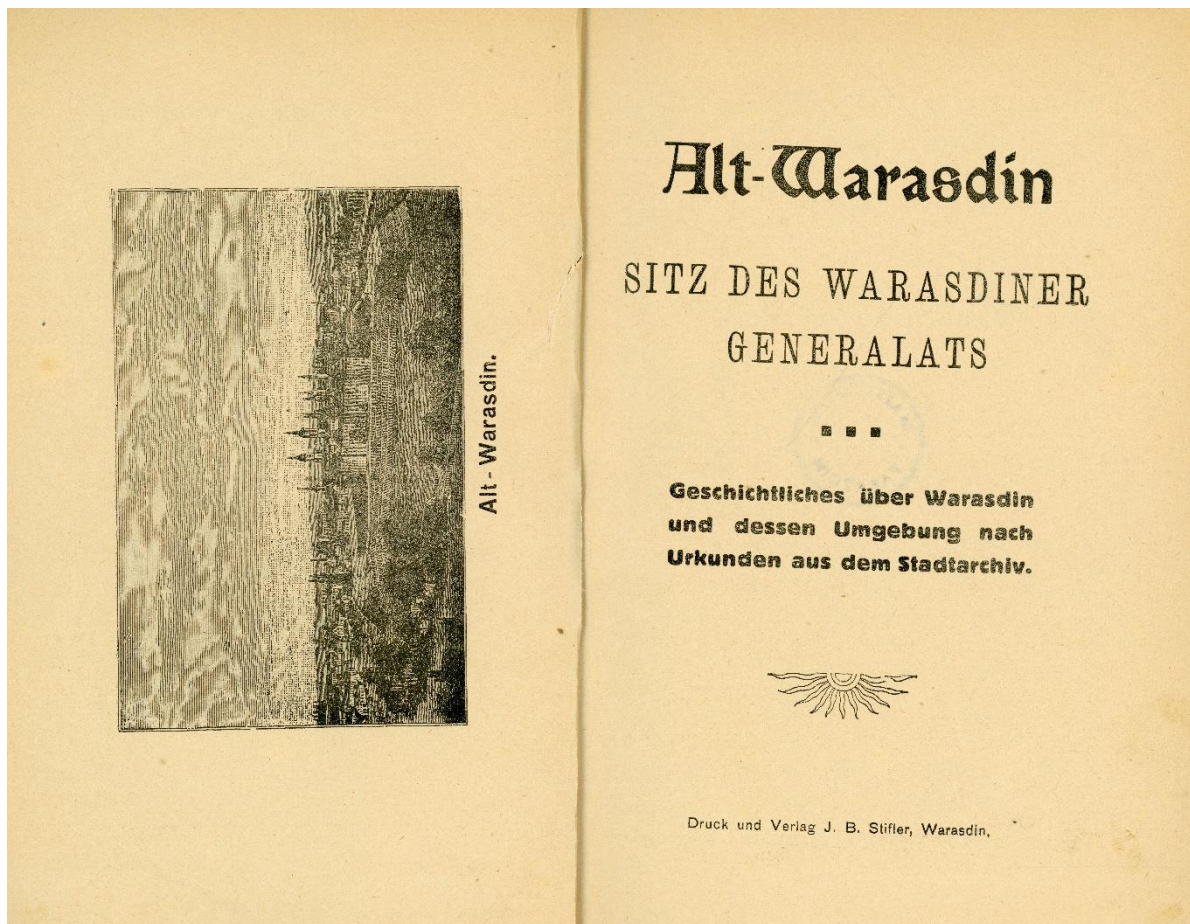 Alt - Warasdin.
Alt-Warasdin
SITZ DES WARASDINER
GENERALATS
Geschichtliches über Warasdin
und dessen Umgebung nach
Urkunden aus dem Stadtarchiv.
Druck und Verlag J. B. Stifler, Warasdin.